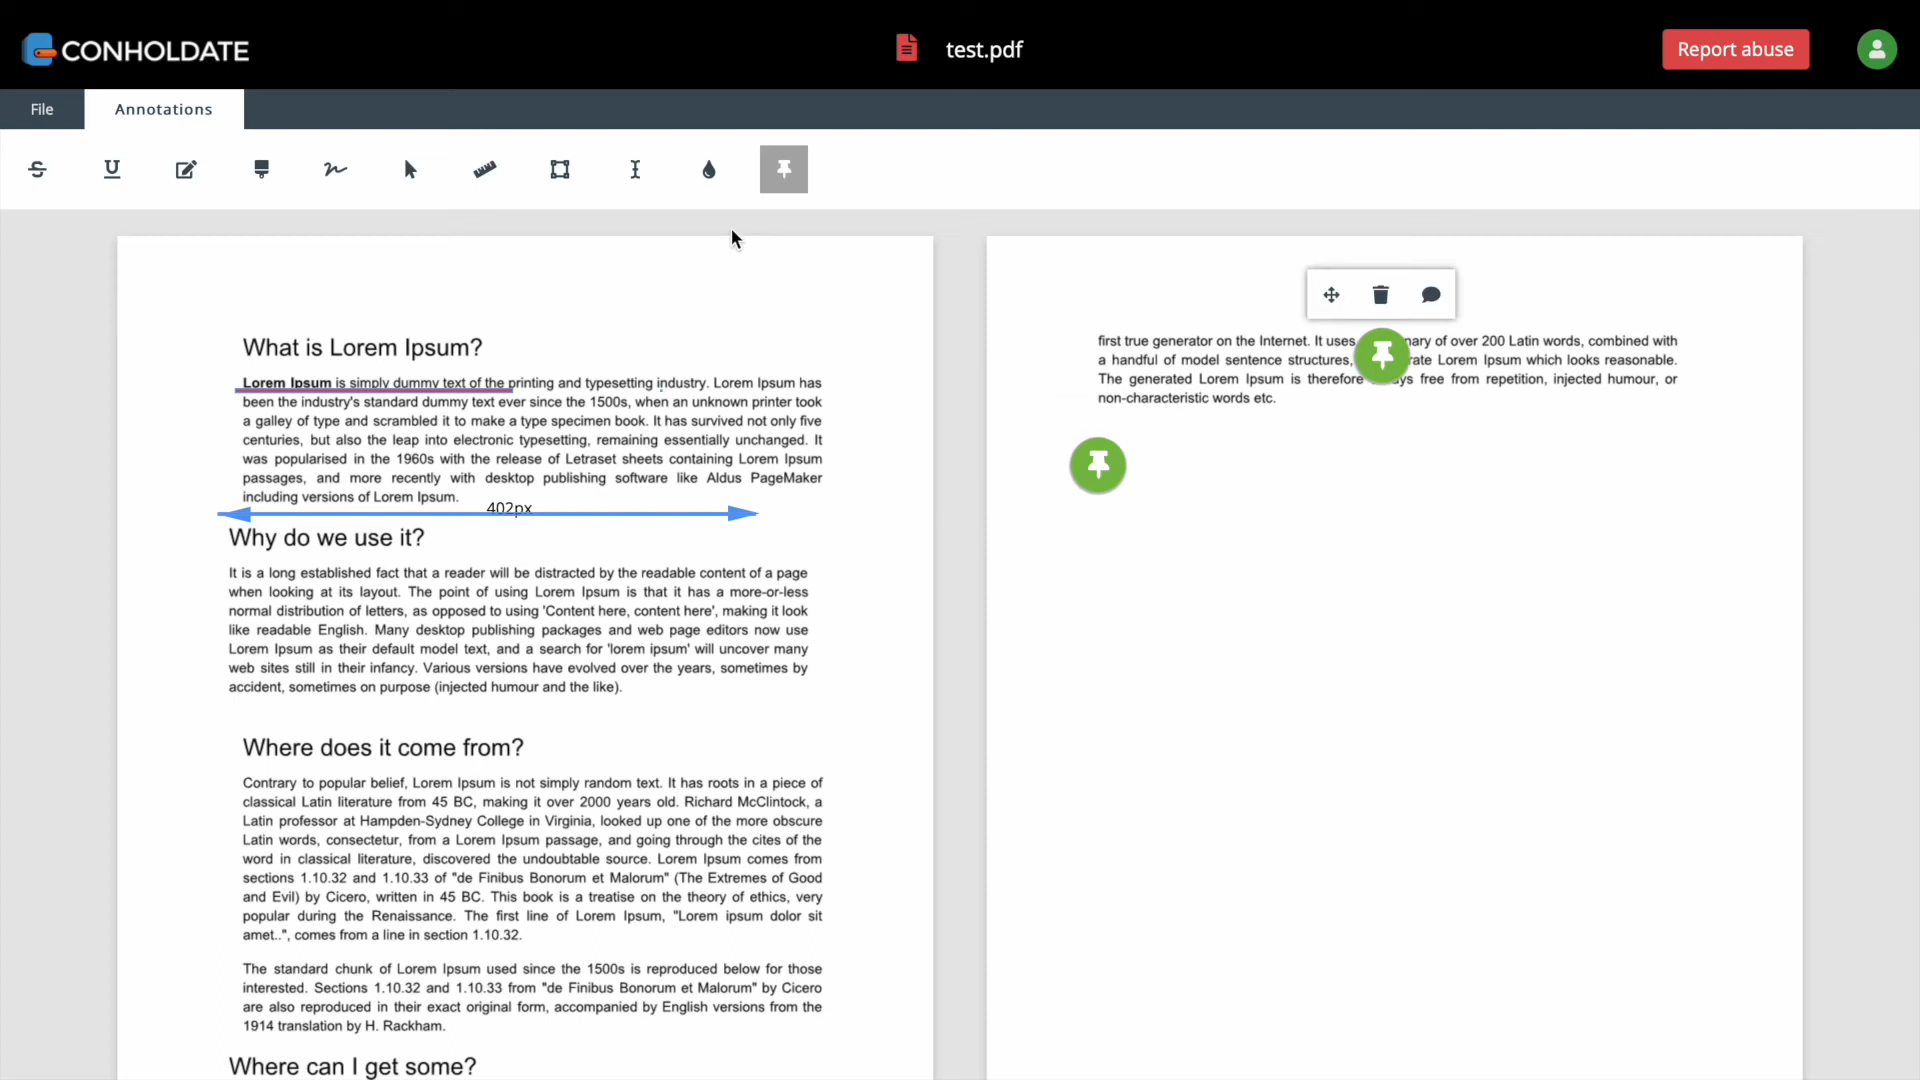 CONHOLDATE
test.pdf
Report abuse
File
Annotations
What is Lorem Ipsum?
Lorem Ipsum is simply dummy text of the printing and typesetting industry. Lorem Ipsum has
been the industry's standard dummy text ever since the 1500s, when an unknown printer took
a galley of type and scrambled it to make a type specimen book. It has survived not only five
centuries, but also the leap into electronic typesetting, remaining essentially unchanged. It
was popularised in the 1960s with the release of Letraset sheets containing Lorem Ipsum
passages, and more recently with desktop publishing software like Aldus PageMaker
including versions of Lorem Ipsum.
402px
Why do we use it?
It is a long established fact that a reader will be distracted by the readable content of a page
when looking at its layout. The point of using Lorem Ipsum is that it has a more-or-less
normal distribution of letters, as opposed to using 'Content here, content here', making it look
like readable English. Many desktop publishing packages and web page editors now use
Lorem Ipsum as their default model text, and a search for 'lorem ipsum' will uncover many
web sites still in their infancy. Various versions have evolved over the years, sometimes by
accident, sometimes on purpose (injected humour and the like).
Where does it come from?
Contrary to popular belief, Lorem Ipsum is not simply random text. It has roots in a piece of
classical Latin literature from 45 BC, making it over 2000 years old. Richard McClintock, a
Latin professor at Hampden-Sydney College in Virginia, looked up one of the more obscure
Latin words, consectetur, from a Lorem Ipsum passage, and going through the cites of the
word in classical literature, discovered the undoubtable source. Lorem Ipsum comes from
sections 1.10.32 and 1.10.33 of "de Finibus Bonorum et Malorum" (The Extremes of Good
and Evil) by Cicero, written in 45 BC. This book is a treatise on the theory of ethics, very
popular during the Renaissance. The first line of Lorem Ipsum, "Lorem ipsum dolor sit
amet..", comes from a line in section 1.10.32.
The standard chunk of Lorem Ipsum used since the 1500s is reproduced below for those
interested. Sections 1.10.32 and 1.10.33 from "de Finibus Bonorum et Malorum" by Cicero
are also reproduced in their exact original form, accompanied by English versions from the
1914 translation by H. Rackham.
Where can I get some?
first true generator on the Internet. It uses of over 200 Latin words, combined with
a handful of model sentence structures, Lorem Ipsum which looks reasonable.
The generated Lorem Ipsum is therefore free from repetition, injected humour, or
non-characteristic words etc.